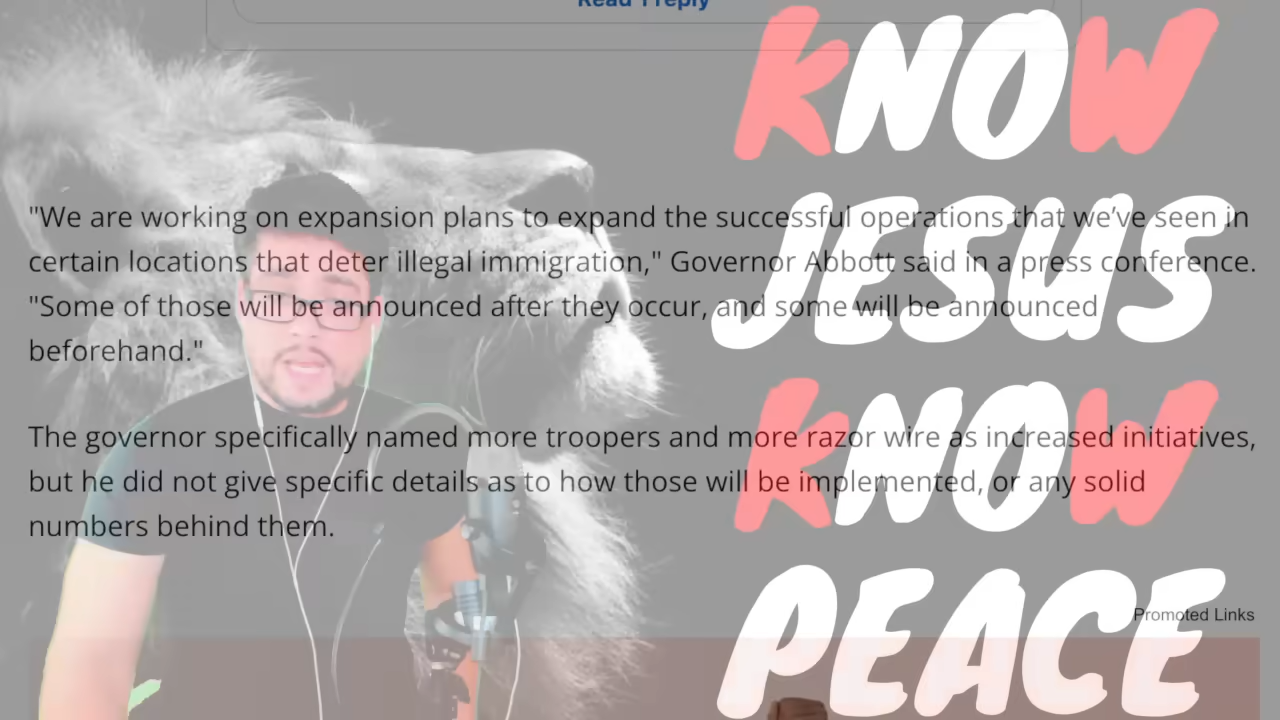 Read 1 reply
KNOW
JESUS
KNOW
PEACE
"We are working on expansion plans to expand the successful operations that we've seen in
certain locations that deter illegal immigration," Governor Abbott said in a press conference.
"Some of those will be announced after they occur, and some will be announced
beforehand."
The governor specifically named more troopers and more razor wire as increased initiatives,
but he did not give specific details as to how those will be implemented, or any solid
numbers behind them.
Promoted Links